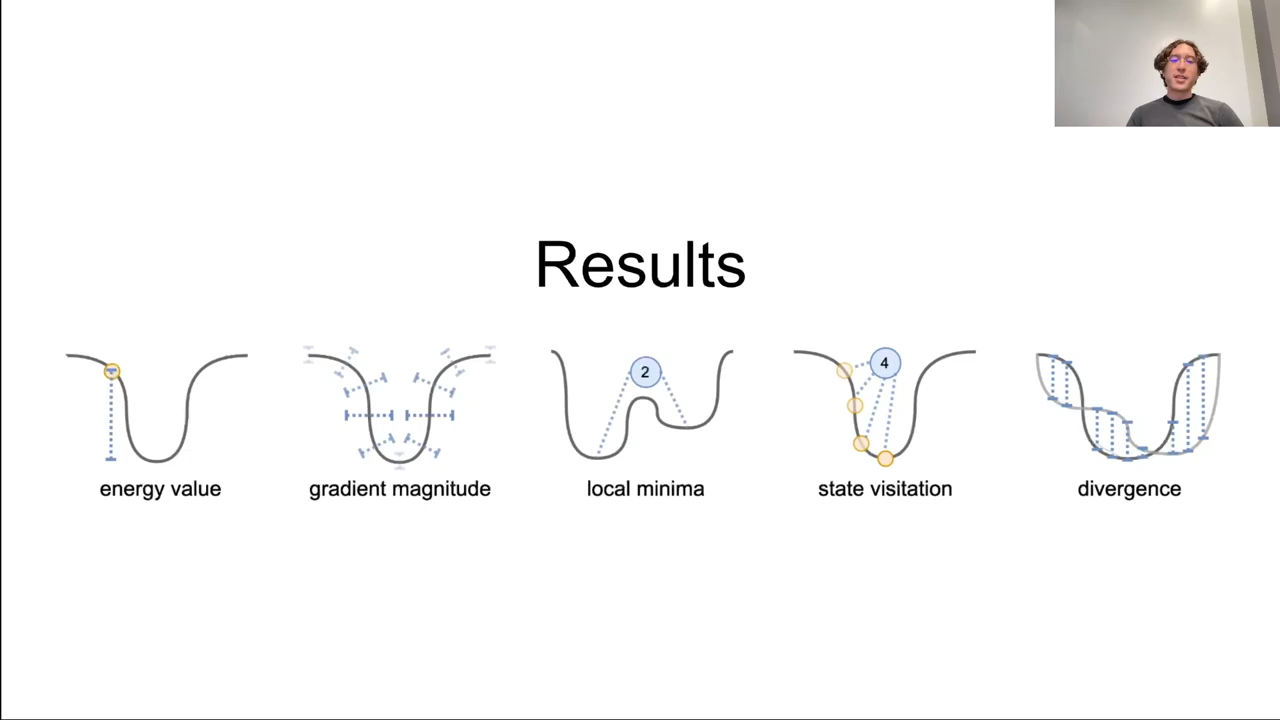 Results
2
4
energy value
gradient magnitude
local minima
state visitation
divergence